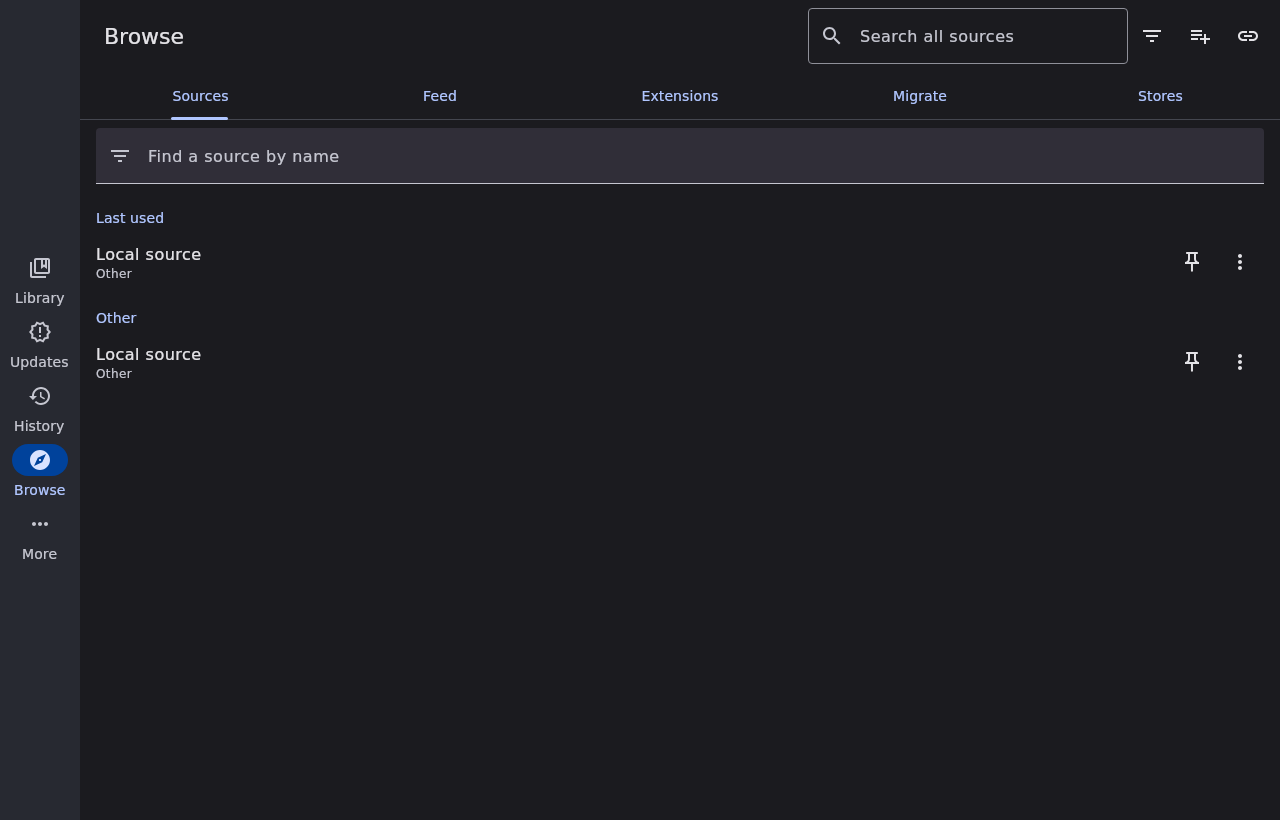 Browse
Search all sources
Sources
Feed
Extensions
Migrate
Stores
Find a source by name
Last used
Local source
Other
Other
Local source
Other
Library
Updates
History
Browse
More